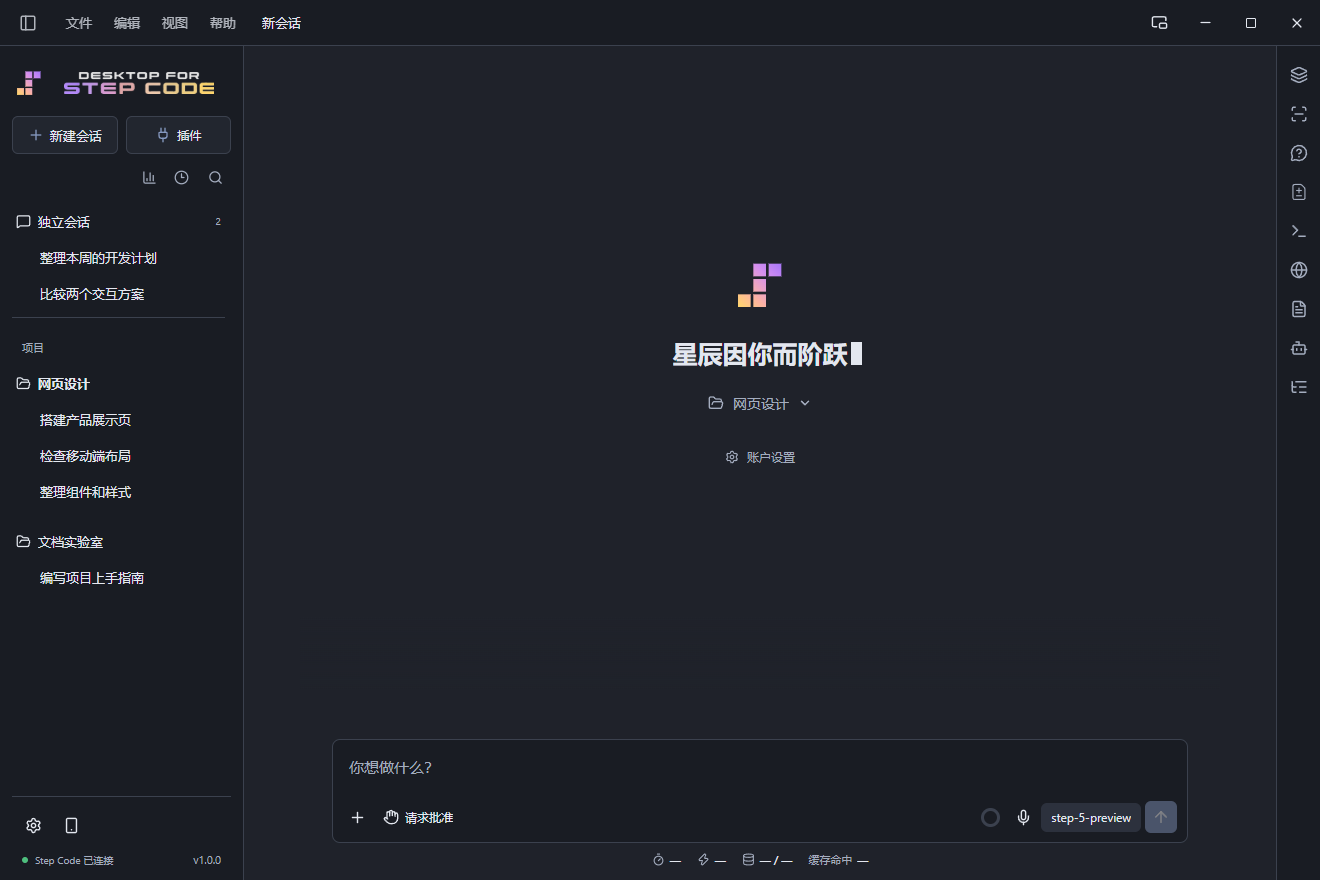 文件 编辑 视图 帮助 新会话
DESKTOP FOR
STEP CODE
新建会话 插件
独立会话 2
整理本周的开发计划
比较两个交互方案
项目
网页设计
搭建产品展示页
检查移动端布局
整理组件和样式
文档实验室
编写项目上手指南
Step Code 已连接 v1.0.0
星辰因你而阶跃
网页设计
账户设置
你想做什么?
请求批准 step-5-preview
— — —/— 缓存命中 —